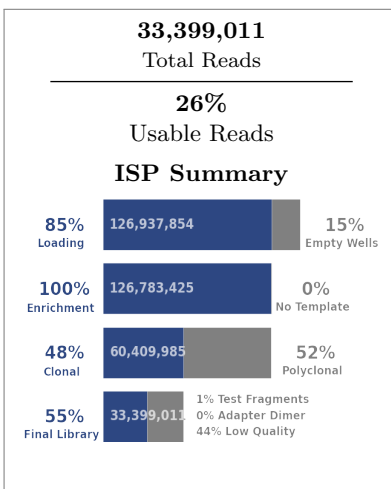 33,399,011
Total Reads
26%
Usable Reads
ISP Summary
85%
Loading
126,937,854
15%
Empty Wells
100%
Enrichment
126,783,425
0%
No Template
48%
Clonal
60,409,985
52%
Polyclonal
55%
Final Library
33,399,011
1% Test Fragments
0% Adapter Dimer
44% Low Quality